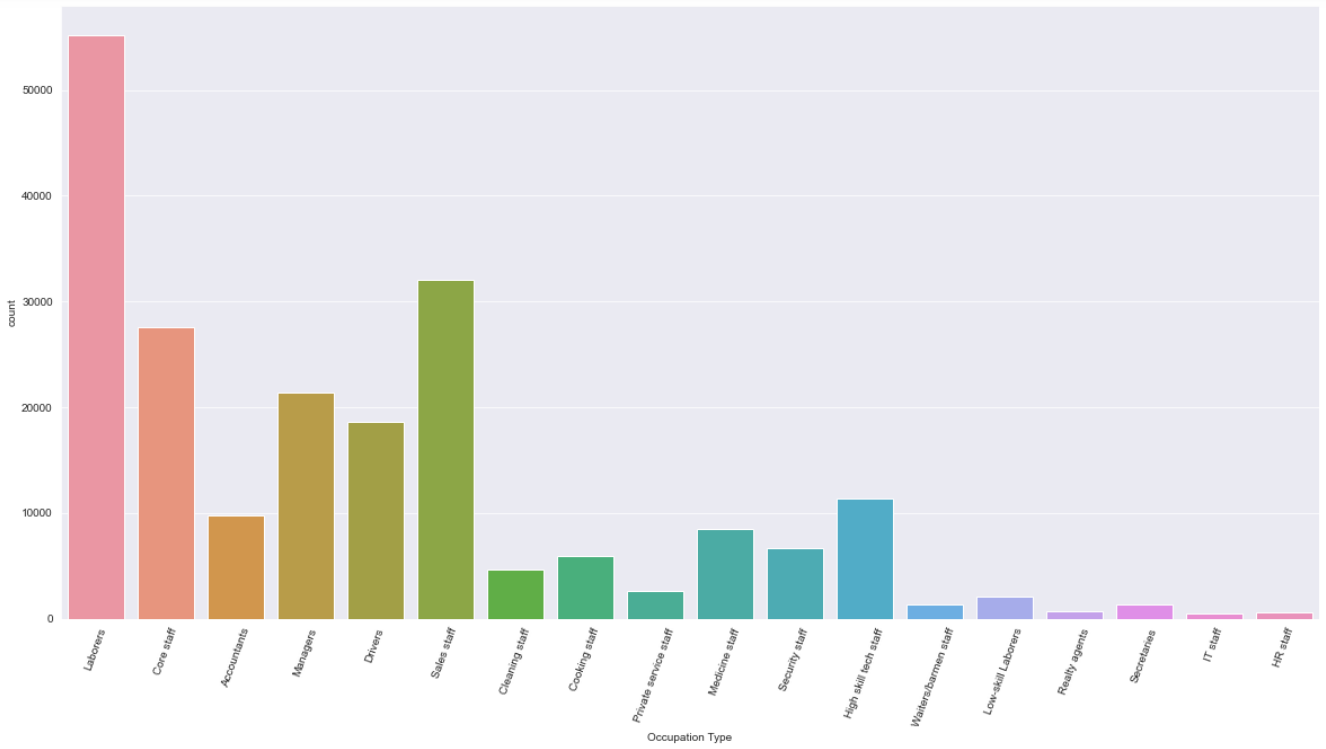 50000
40000
30000
20000
10000
0
count
Laborers
Core staff
Accountants
Managers
Drivers
Sales staff
Cleaning staff
Cooking staff
Private service staff
Medicine staff
Security staff
High skill tech staff
Waiters/barmen staff
Low-skill Laborers
Realty agents
Secretaries
IT staff
HR staff
Occupation Type